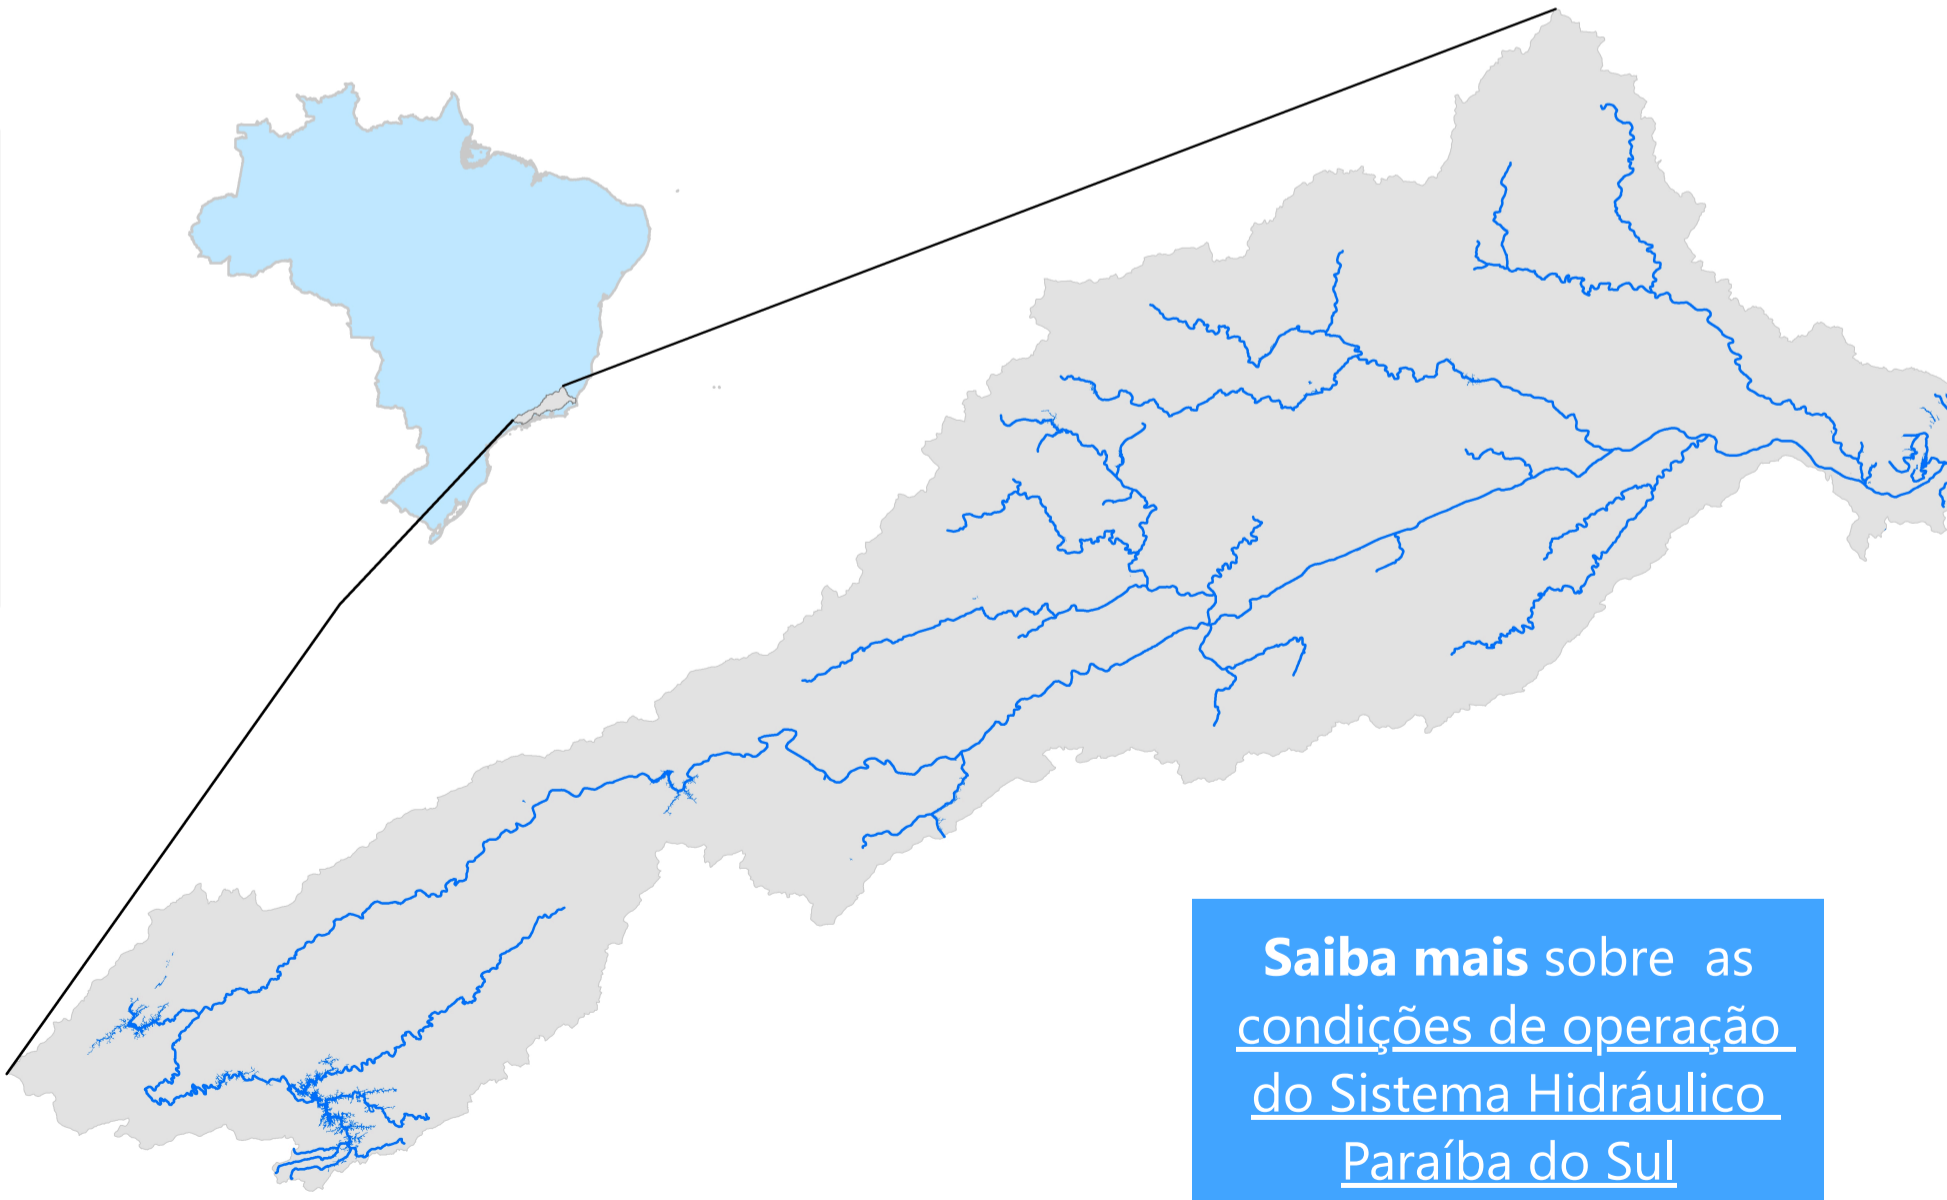 Saiba mais sobre as
condições de operação
do Sistema Hidráulico
Paraíba do Sul